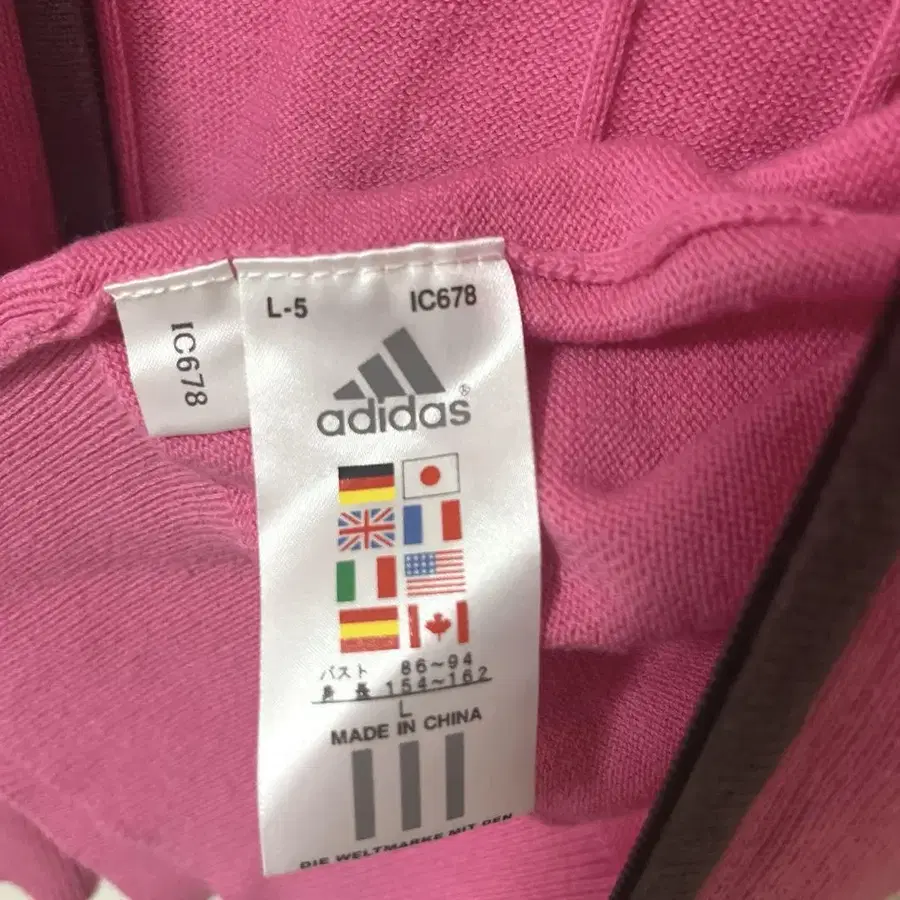 IC678
L-5 IC678
adidas®
バスト 86~94
身長 154~162
L
MADE IN CHINA
DIE WELTMARKE MIT DEN